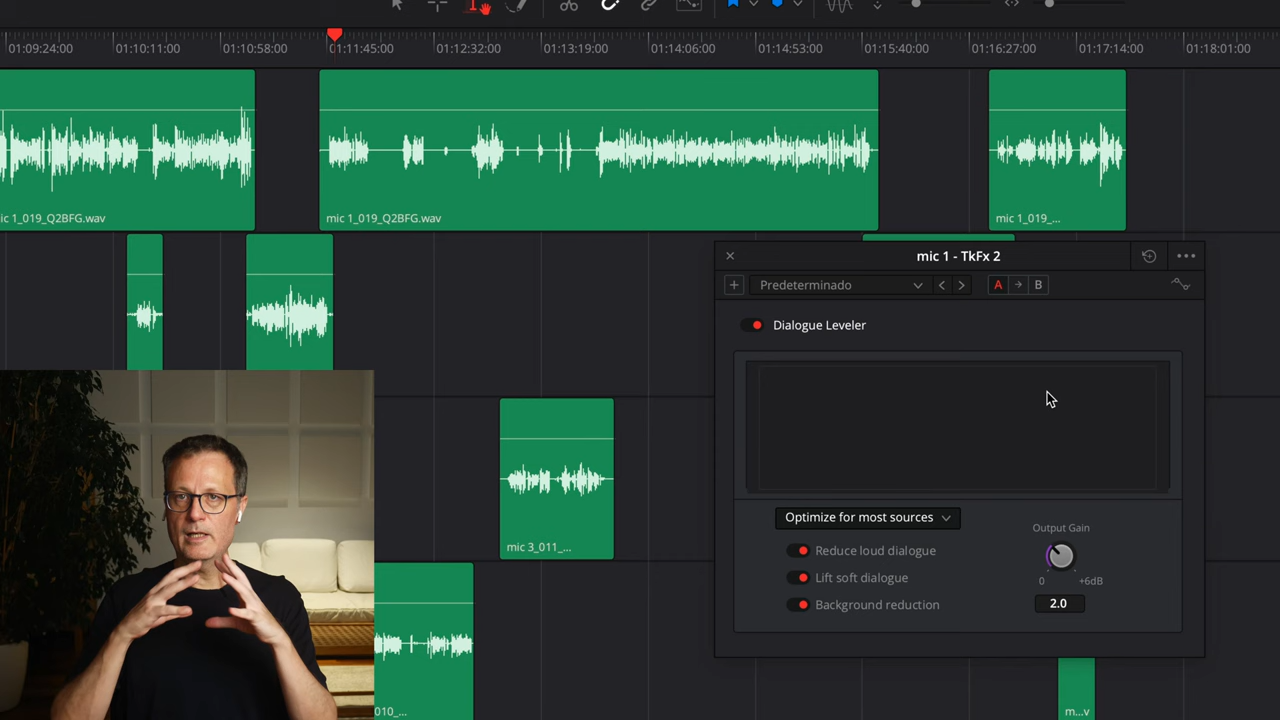 01:09:24:00 01:10:11:00 01:10:58:00 01:11:45:00 01:12:32:00 01:13:19:00 01:14:06:00 01:14:53:00 01:15:40:00 01:16:27:00 01:17:14:00 01:18:01:00
ic 1_019_Q2BFG.wav
mic 1_019_Q2BFG.wav
mic 1_019_...
mic 1 - TkFx 2
Predeterminado
A B
Dialogue Leveler
Optimize for most sources
Reduce loud dialogue
Lift soft dialogue
Background reduction
Output Gain
0 +6dB
2.0
mic 3_011_...
010_...
m...v